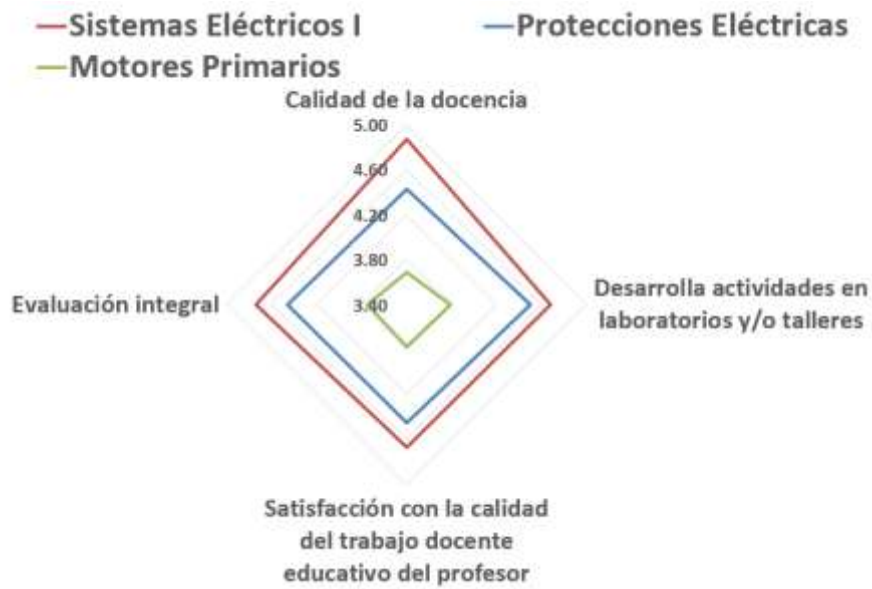 Sistemas Eléctricos I
Protecciones Eléctricas
Motores Primarios
Calidad de la docencia
5.00
4.60
4.20
3.80
3.40
Evaluación integral
Desarrolla actividades en
laboratorios y/o talleres
Satisfacción con la calidad
del trabajo docente
educativo del profesor